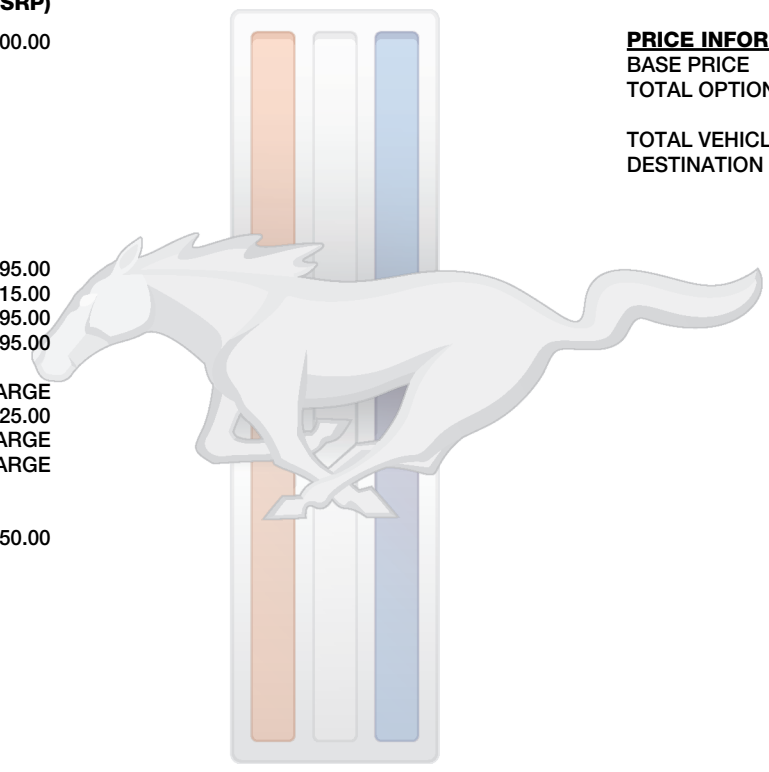 SRP)
00.00
95.00
15.00
95.00
95.00
ARGE
25.00
ARGE
ARGE
50.00
PRICE INFOR
BASE PRICE
TOTAL OPTION
TOTAL VEHICL
DESTINATION